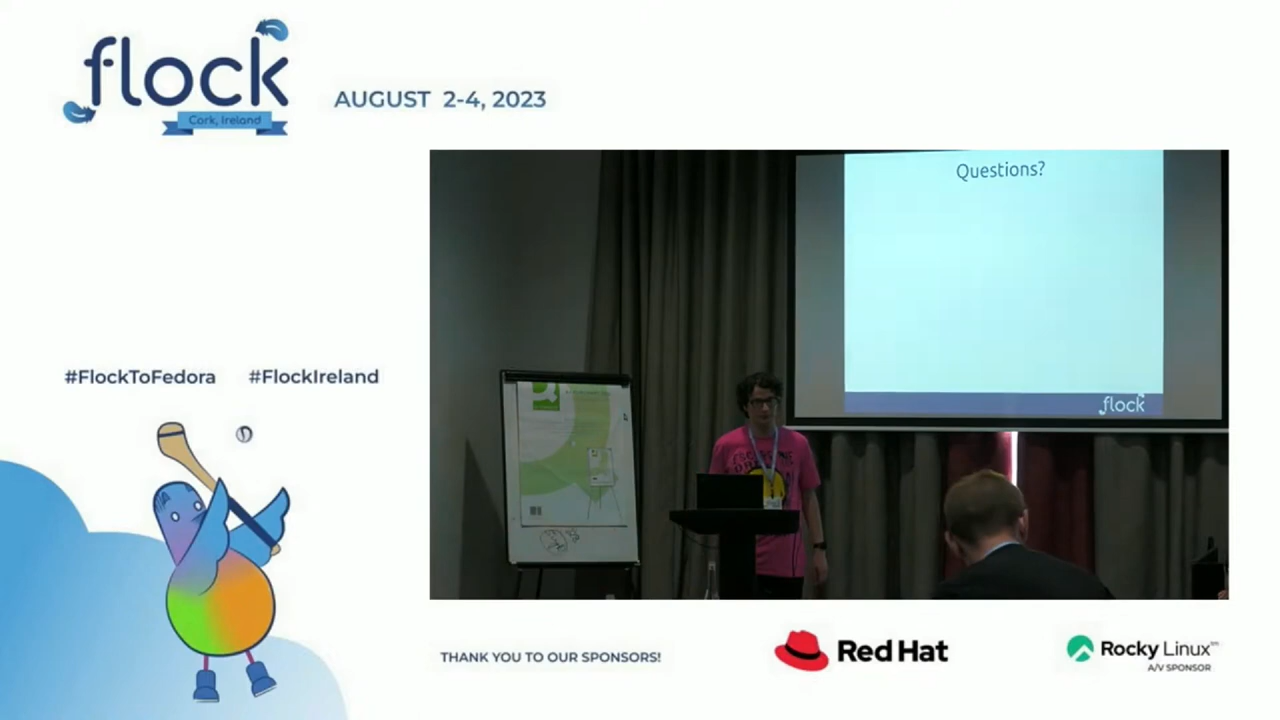 flock
Cork, Ireland
AUGUST 2-4, 2023
Questions?
flock
#FlockToFedora #FlockIreland
THANK YOU TO OUR SPONSORS!
Red Hat
Rocky Linux™
A/V SPONSOR